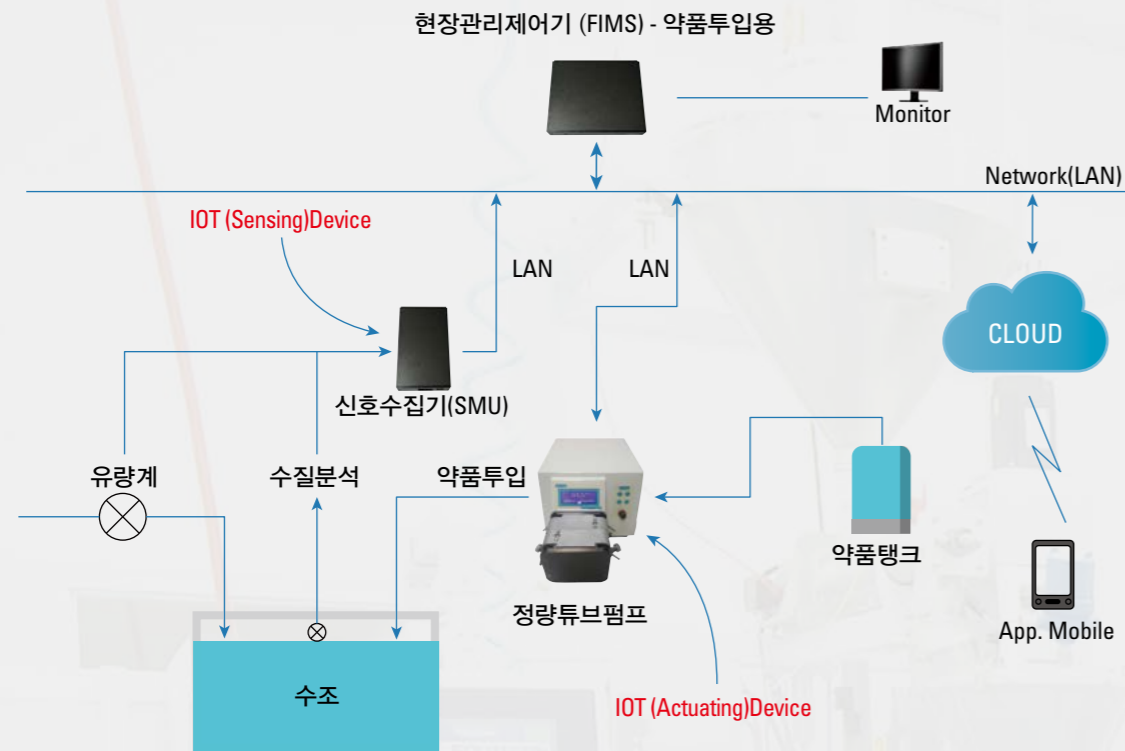 현장관리제어기 (FIMS) - 약품투입용
Monitor
Network(LAN)
IOT (Sensing)Device
LAN
LAN
CLOUD
신호수집기(SMU)
유량계
수질분석
약품투입
약품탱크
정량튜브펌프
App. Mobile
수조
IOT (Actuating)Device